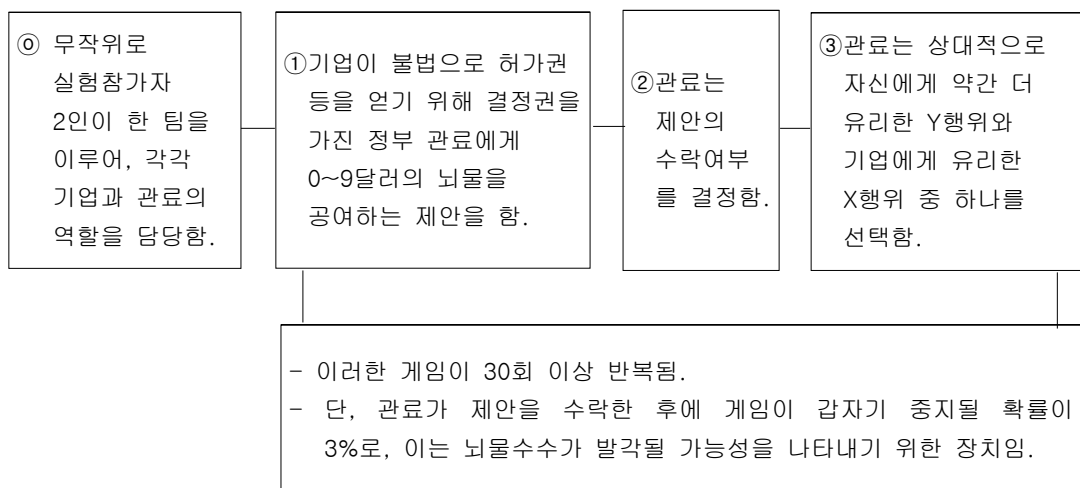 ⓪ 무작위로
실험참가자
2인이 한 팀을
이루어, 각각
기업과 관료의
역할을 담당함.
①기업이 불법으로 허가권
등을 얻기 위해 결정권을
가진 정부 관료에게
0~9달러의 뇌물을
공여하는 제안을 함.
②관료는
제안의
수락여부
를 결정함.
③관료는 상대적으로
자신에게 약간 더
유리한 Y행위와
기업에게 유리한
X행위 중 하나를
선택함.
- 이러한 게임이 30회 이상 반복됨.
- 단, 관료가 제안을 수락한 후에 게임이 갑자기 중지될 확률이
3%로, 이는 뇌물수수가 발각될 가능성을 나타내기 위한 장치임.